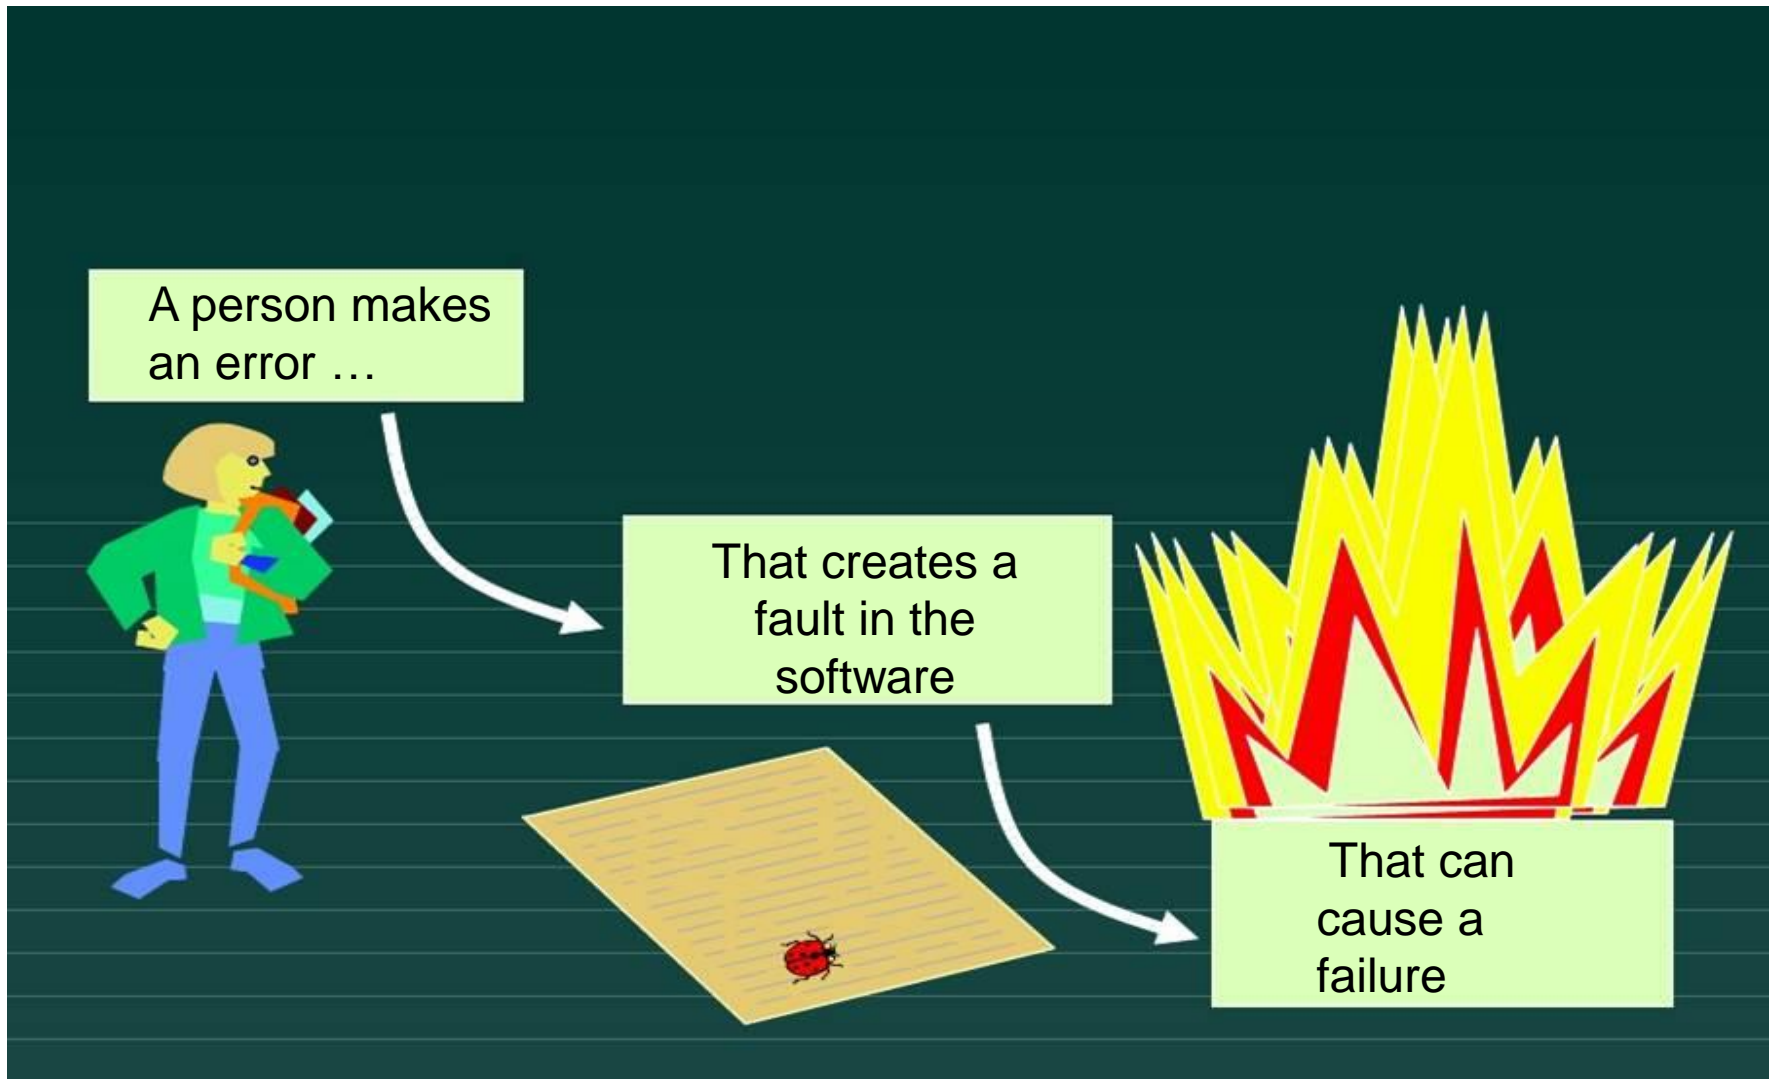 A person makes
an error …
That creates a
fault in the
software
That can
cause a
failure